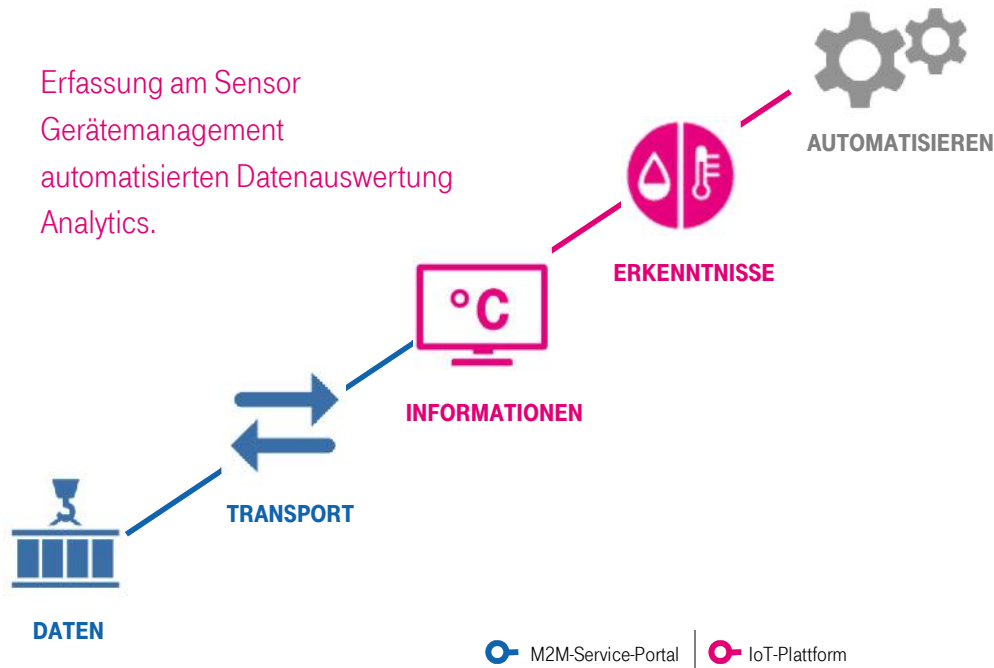 Erfassung am Sensor
Gerätemanagement
automatisierten Datenauswertung
Analytics.
AUTOMATISIEREN
ERKENNTNISSE
°C
INFORMATIONEN
TRANSPORT
DATEN
M2M-Service-Portal
IoT-Plattform